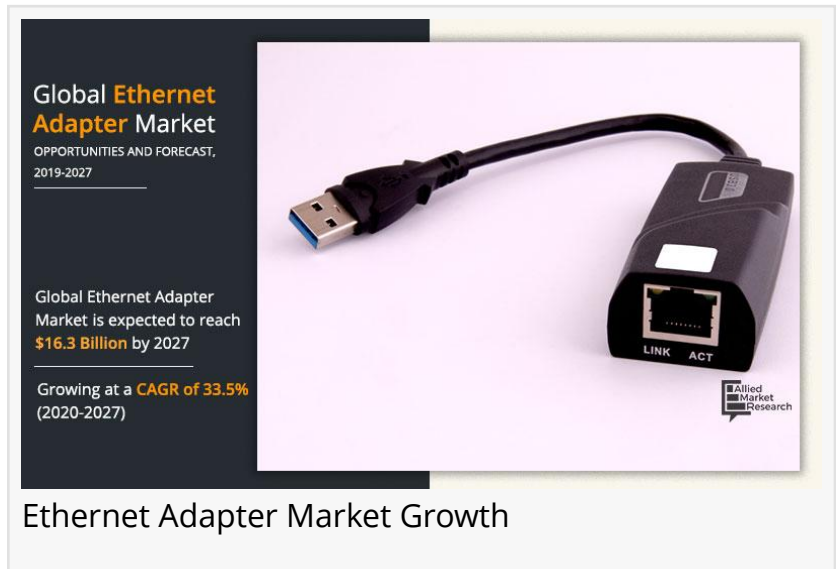 Global Ethernet
Adapter Market
OPPORTUNITIES AND FORECAST,
2019-2027
Global Ethernet Adapter
Market is expected to reach
$16.3 Billion by 2027
Growing at a CAGR of 33.5%
(2020-2027)
LINK ACT
Allied
Market
Research
Ethernet Adapter Market Growth